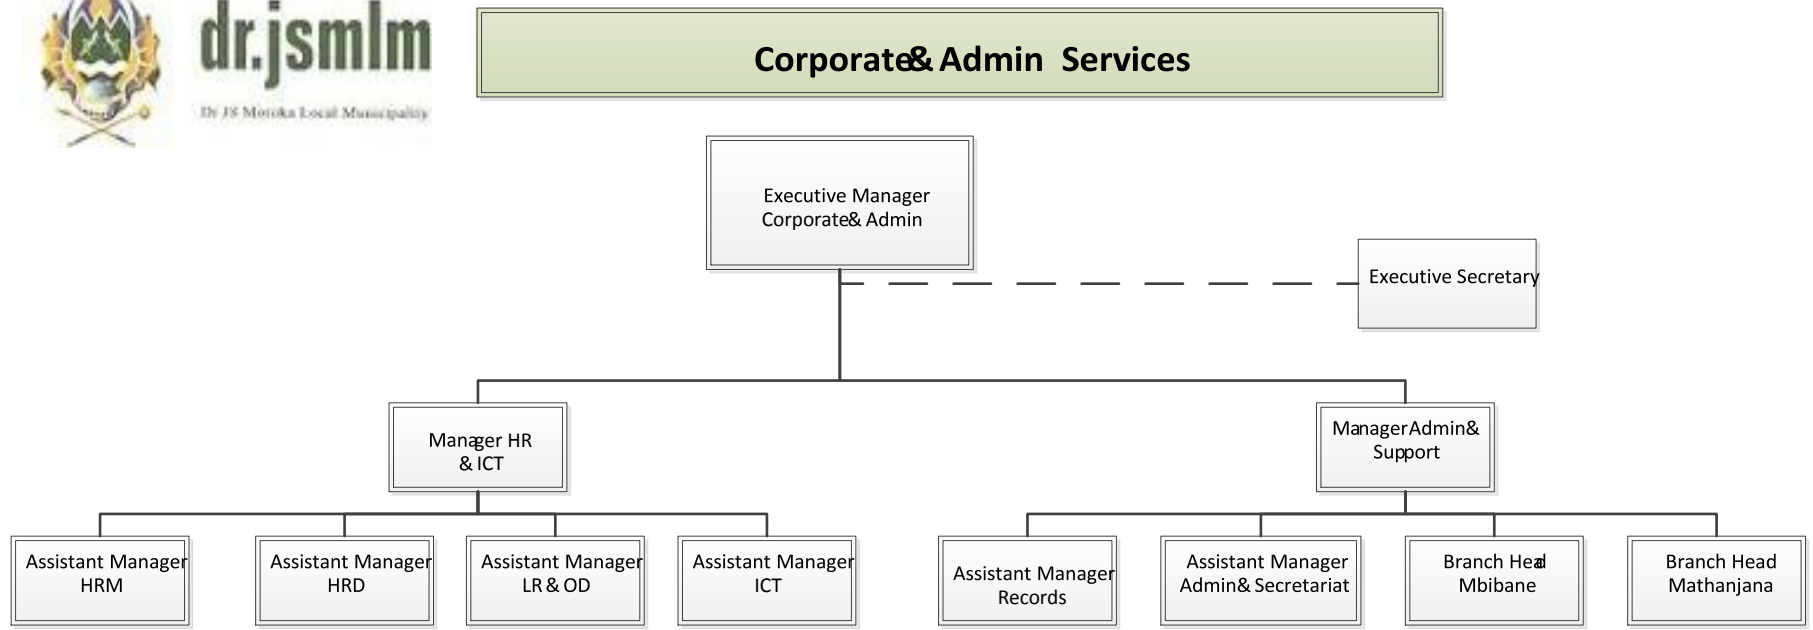 dr.jsmlm
Dr JS Moroka Local Municipality
Corporate& Admin Services
Executive Manager
Corporate& Admin
Executive Secretary
Manager HR
& ICT
Manager Admin&
Support
Assistant Manager
HRM
Assistant Manager
HRD
Assistant Manager
LR & OD
Assistant Manager
ICT
Assistant Manager
Records
Assistant Manager
Admin& Secretariat
Branch Head
Mbibane
Branch Head
Mathanjana